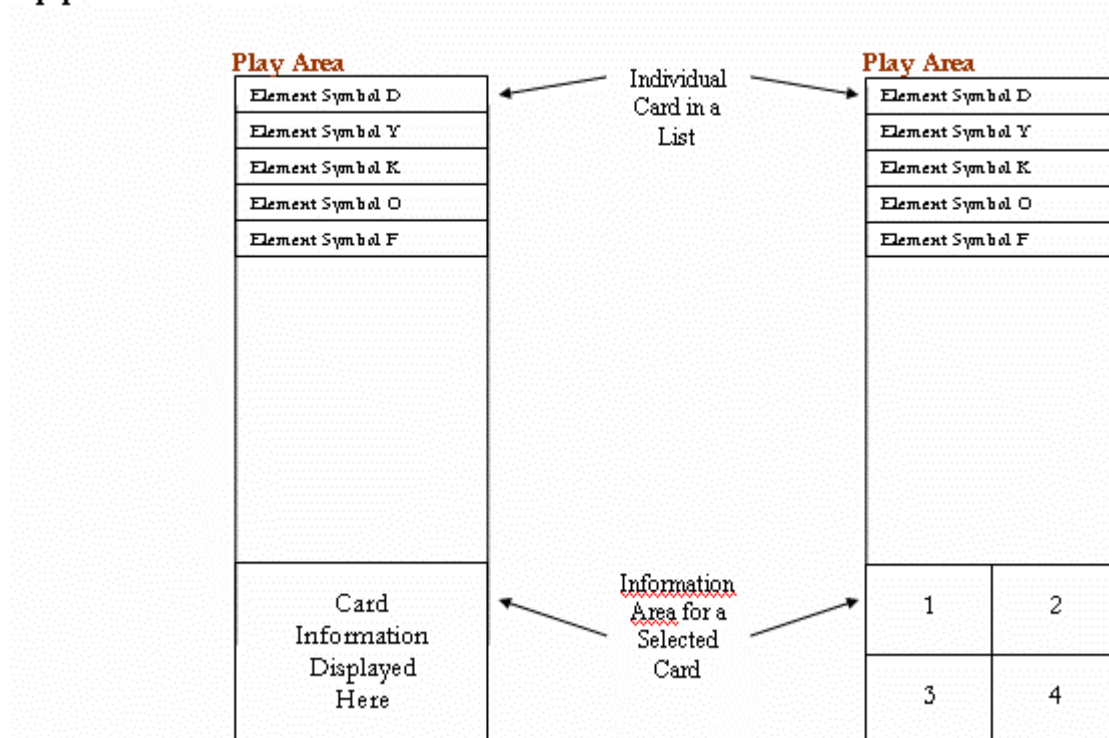 Play Area
Element Symbol D
Element Symbol Y
Element Symbol K
Element Symbol O
Element Symbol F
Card
Information
Displayed
Here
Individual
Card in a
List
Information
Area for a
Selected
Card
Play Area
Element Symbol D
Element Symbol Y
Element Symbol K
Element Symbol O
Element Symbol F
1 2
3 4